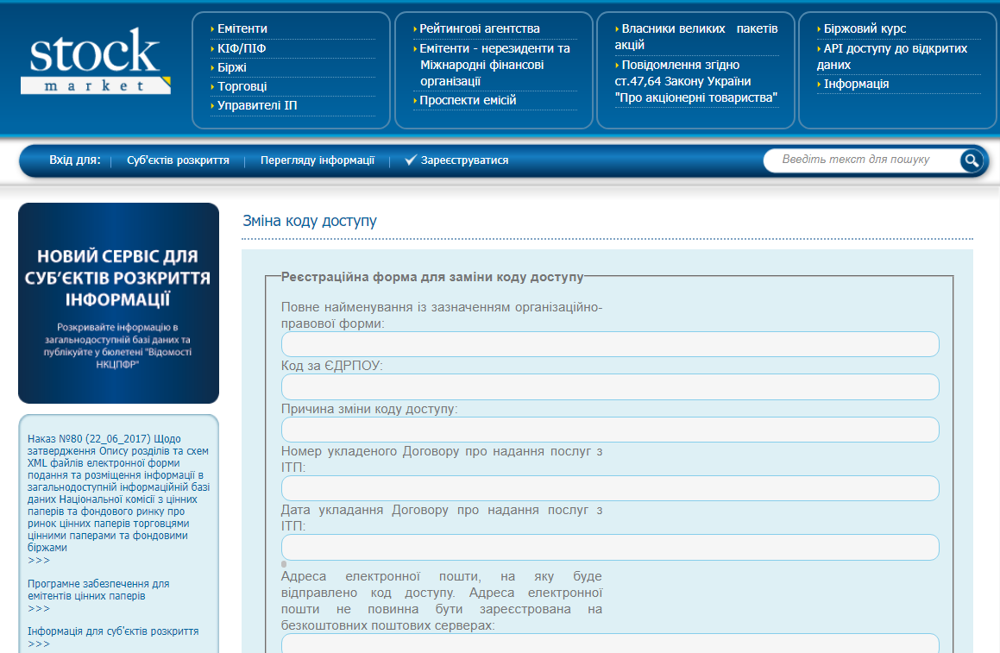 stock
market
Емітенти
КІФ/ПІФ
Біржі
Торговці
Управителі ІП
Рейтингові агентства
Емітенти - нерезиденти та
Міжнародні фінансові
організації
Проспекти емісій
Власники великих пакетів
акцій
Повідомлення згідно
ст.47,64 Закону України
"Про акціонерні товариства"
Біржовий курс
API доступу до відкритих
даних
Інформація
Вхід для:
Суб'єктів розкриття
Перегляду інформації
Зареєструватися
Введіть текст для пошуку
НОВИЙ СЕРВІС ДЛЯ
СУБ'ЄКТІВ РОЗКРИТТЯ
ІНФОРМАЦІЇ
Розкривайте інформацію в
загальнодоступній базі даних та
публікуйте у бюлетені "Відомості
НКЦПФР"
Наказ №80 (22_06_2017) Щодо
затвердження Опису розділів та схем
XML файлів електронної форми
подання та розміщення інформації в
загальнодоступній інформаційній базі
даних Національної комісії з цінних
паперів та фондового ринку про
ринок цінних паперів торговцями
цінними паперами та фондовими
біржами
>>>
Програмне забезпечення для
емітентів цінних паперів
>>>
Інформація для суб'єктів розкриття
>>>
Зміна коду доступу
Реєстраційна форма для заміни коду доступу
Повне найменування із зазначенням організаційно-
правової форми:
Код за ЄДРПОУ:
Причина зміни коду доступу:
Номер укладеного Договору про надання послуг з
ІТП:
Дата укладання Договору про надання послуг з
ІТП:
Адреса електронної пошти, на яку буде
відправлено код доступу. Адреса електронної
пошти не повинна бути зареєстрована на
безкоштовних поштових серверах: